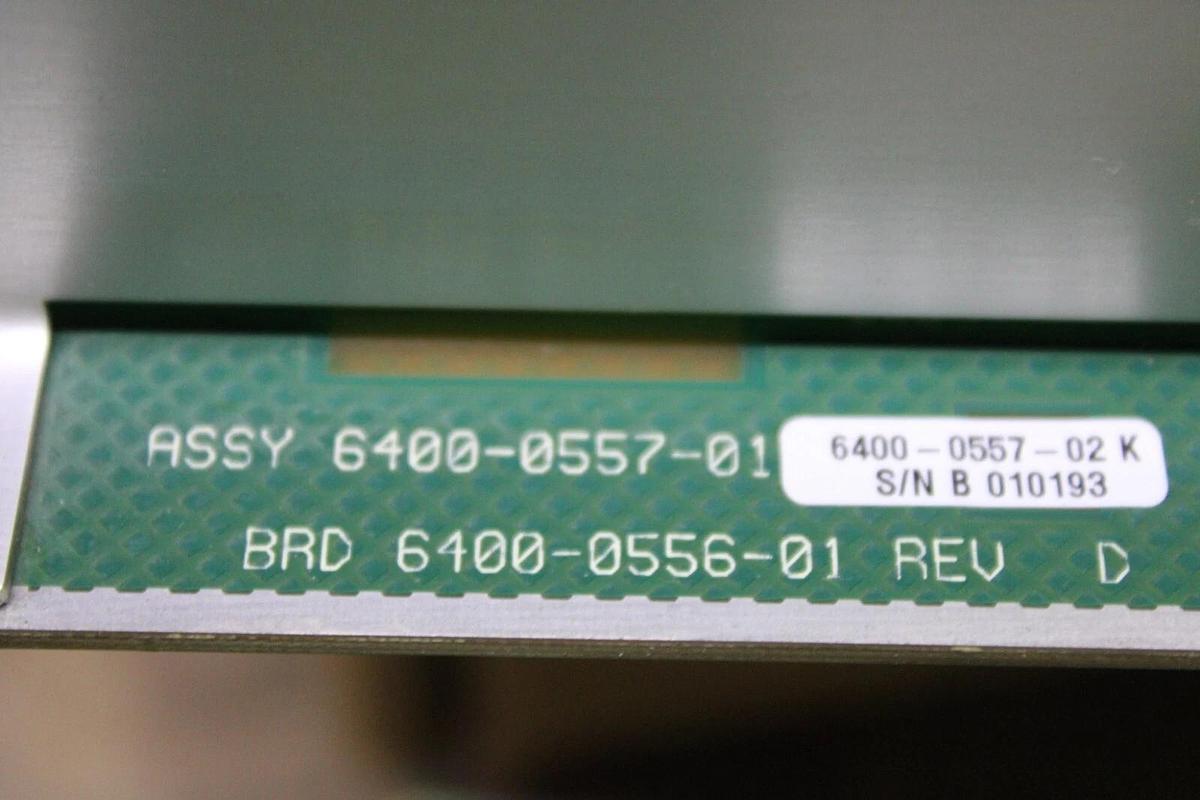 ASSY 6400-0557-01
6400-0557-02 K
S/N B 010193
BRD 6400-0556-01 REV D